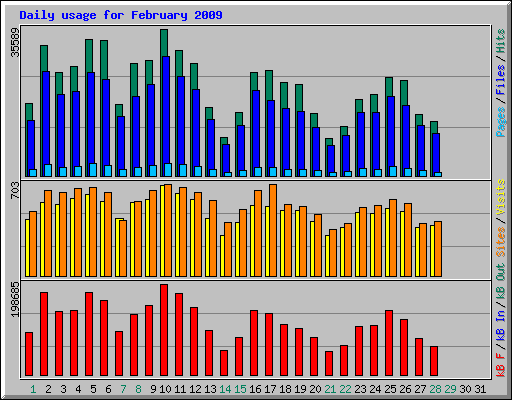 Daily usage for February 2009
35589
Pages / Files / Hits
703
Sites / Visits
198685
kB F / kB In / kB Out
1 2 3 4 5 6 7 8 9 10 11 12 13 14 15 16 17 18 19 20 21 22 23 24 25 26 27 28 29 30 31